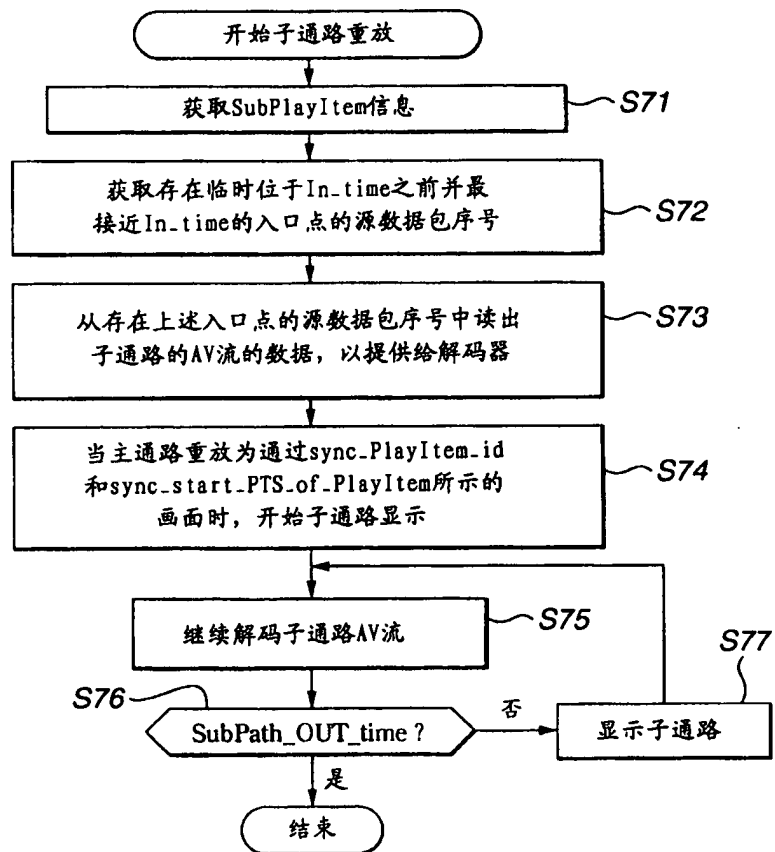 开始子通路重放
获取SubPlayItem信息
S71
获取存在临时位于In_time之前并最
接近In_time的入口点的源数据包序号
S72
从存在上述入口点的源数据包序号中读出
子通路的AV流的数据，以提供给解码器
S73
当主通路重放为通过sync_PlayItem_id
和sync_start_PTS_of_PlayItem所示的
画面时，开始子通路显示
S74
继续解码子通路AV流
S75
S76
SubPath_OUT_time？
否
显示子通路
S77
是
结束